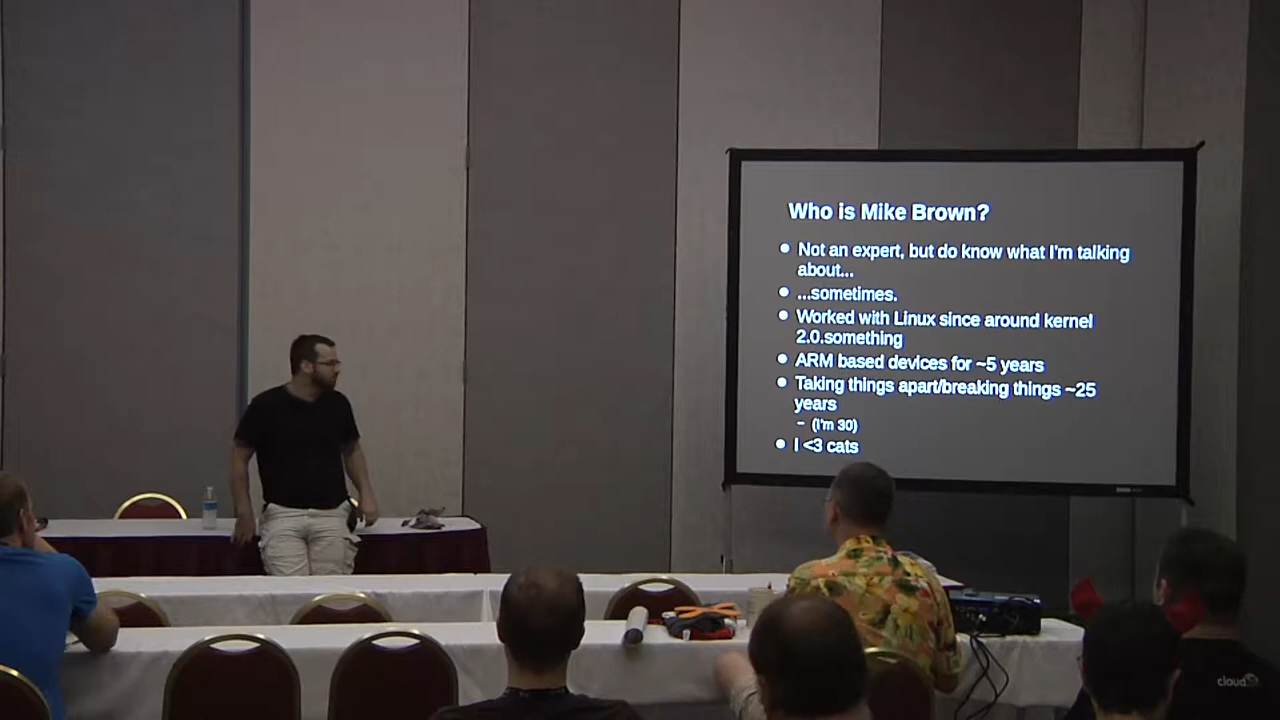 Who is Mike Brown?
Not an expert, but do know what I'm talking
about...
...sometimes.
Worked with Linux since around kernel
2.0.something
ARM based devices for ~5 years
Taking things apart/breaking things ~25
years
– (I'm 30)
I <3 cats
cloud